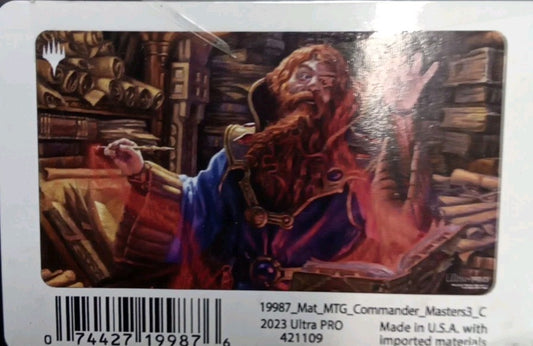 19987_Mat_MTG_Commander_Masters3_C
2023 Ultra PRO
421109
Made in U.S.A. with
imported materials
0 74427 19987 6